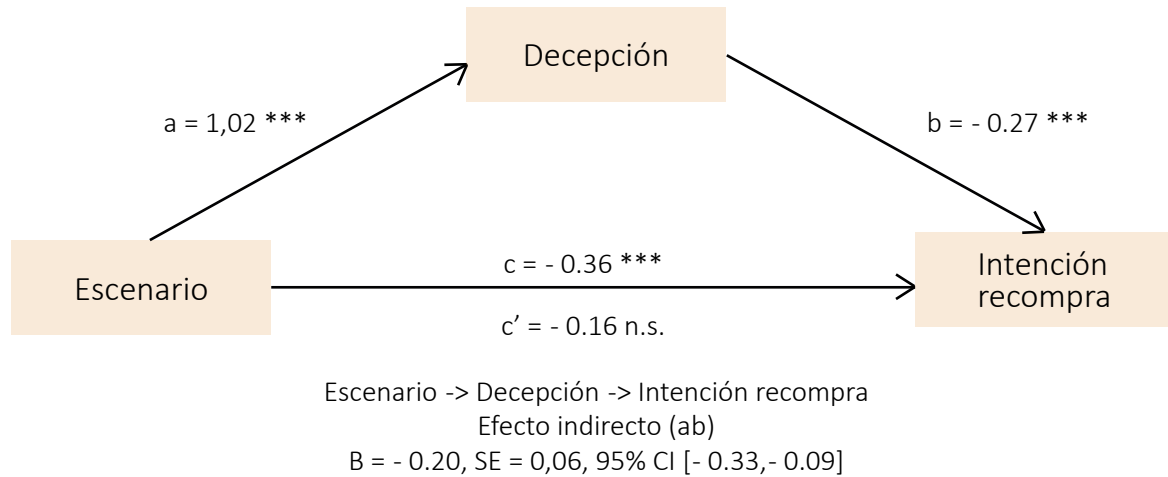 Decepción
a = 1,02 ***
b = - 0.27 ***
Escenario
c = - 0.36 ***
c’ = - 0.16 n.s.
Intención
recompra
Escenario -> Decepción -> Intención recompra
Efecto indirecto (ab)
B = - 0.20, SE = 0,06, 95% CI [- 0.33,- 0.09]